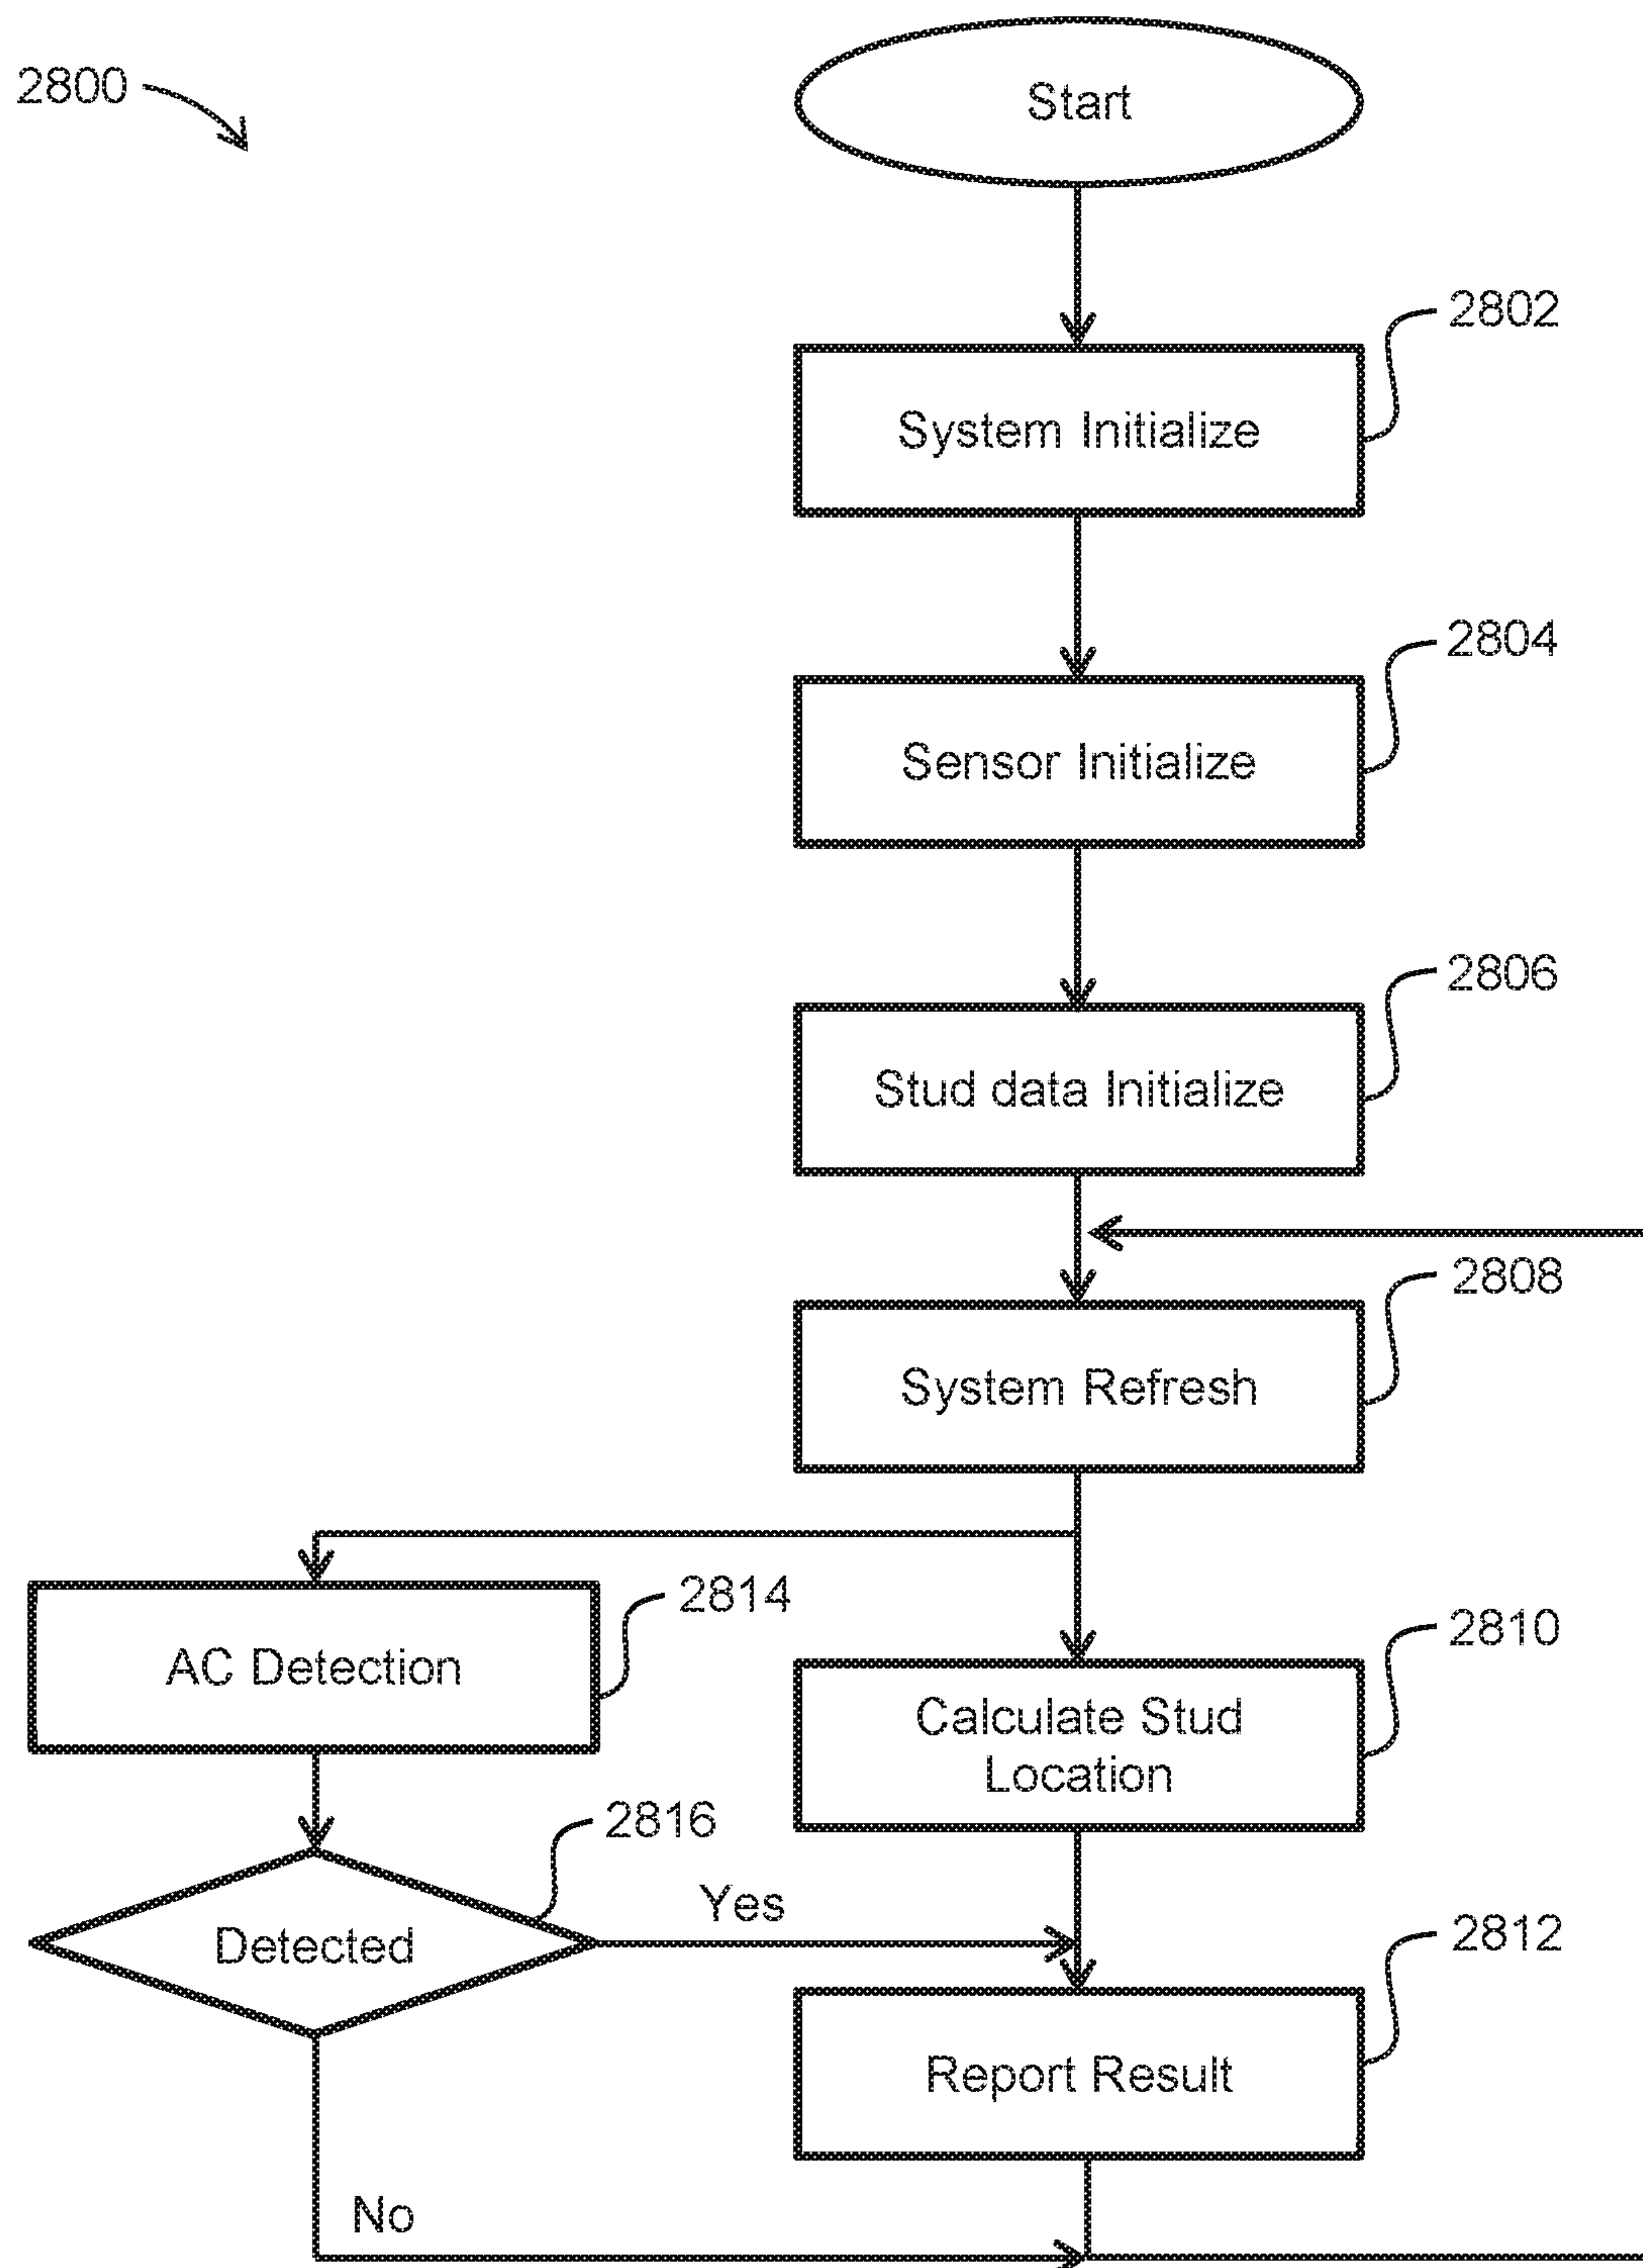 2800
Start
2802
System Initialize
2804
Sensor Initialize
2806
Stud data Initialize
2808
System Refresh
2814
AC Detection
2810
Calculate Stud
Location
2816
Detected
Yes
2812
Report Result
No